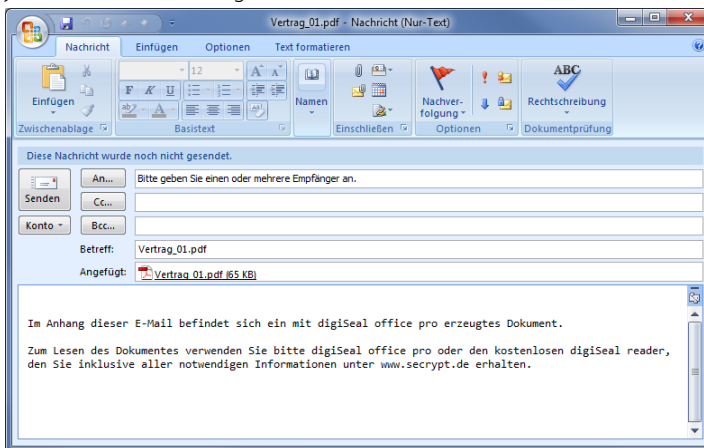 Vertrag_01.pdf - Nachricht (Nur-Text)
Nachricht Einfügen Optionen Text formatieren
12
Einfügen
F K U
Namen
Nachver-
folgung
ABC
Rechtschreibung
Zwischenablage Basistext Einschließen Optionen Dokumentprüfung
Diese Nachricht wurde noch nicht gesendet.
Senden
An... Bitte geben Sie einen oder mehrere Empfänger an.
Cc...
Konto Bcc...
Betreff: Vertrag_01.pdf
Angefügt: Vertrag_01.pdf (65 KB)
Im Anhang dieser E-Mail befindet sich ein mit digiSeal office pro erzeugtes Dokument.
Zum Lesen des Dokumentes verwenden Sie bitte digiSeal office pro oder den kostenlosen digiSeal reader,
den Sie inklusive aller notwendigen Informationen unter www.secrypt.de erhalten.